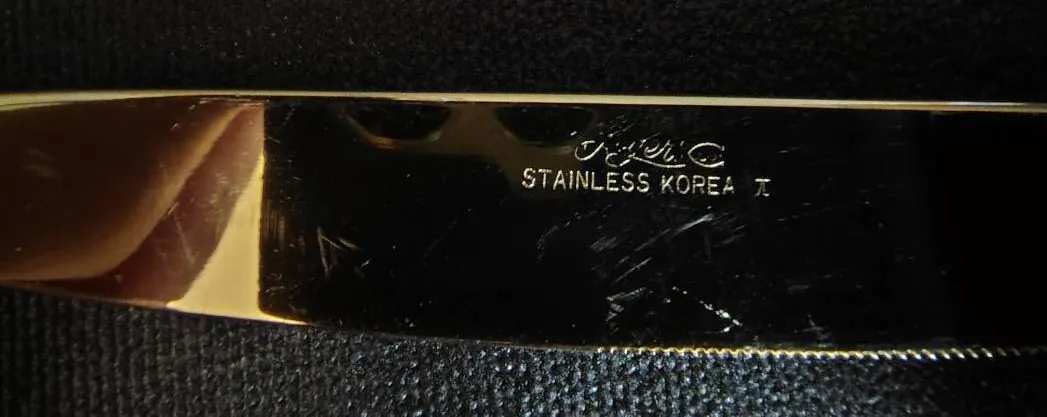 STAINLESS KOREA π